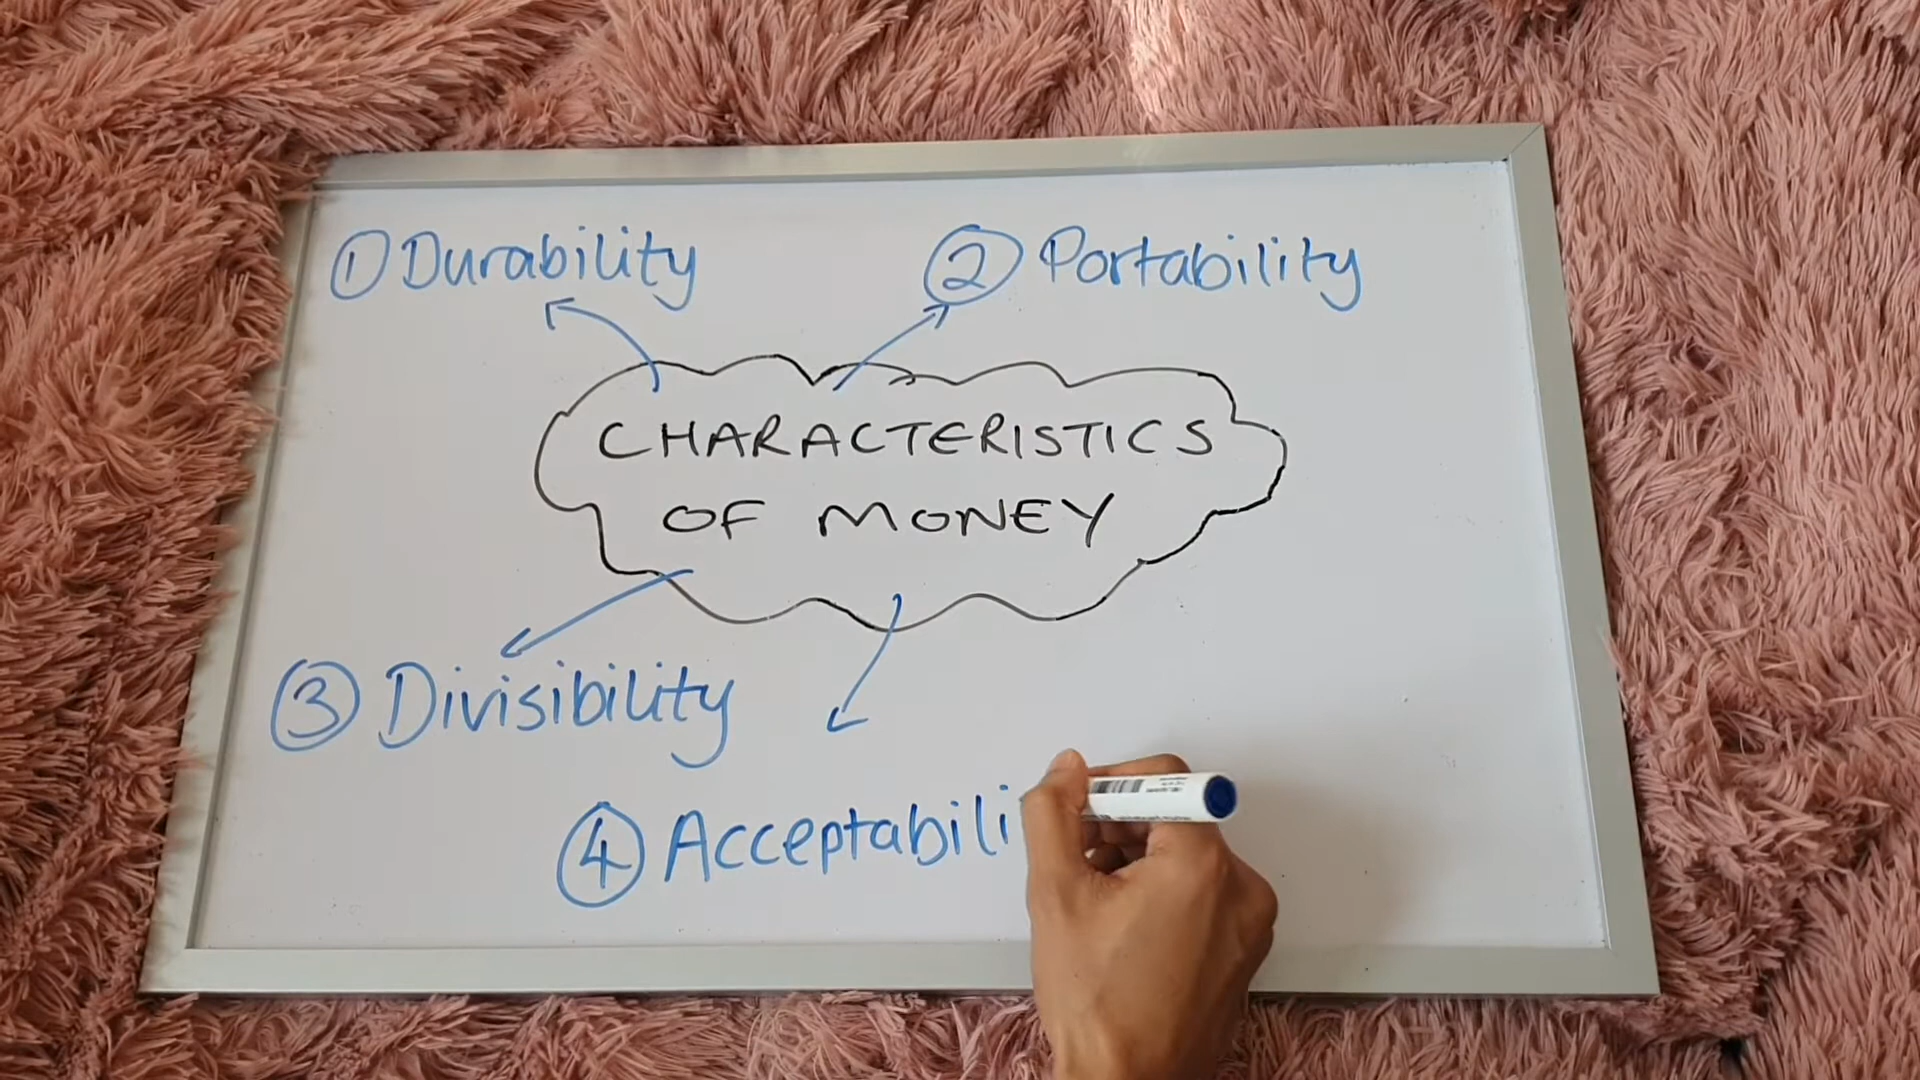 ① Durability
② Portability
CHARACTERISTICS
OF MONEY
③ Divisibility
④ Acceptabili